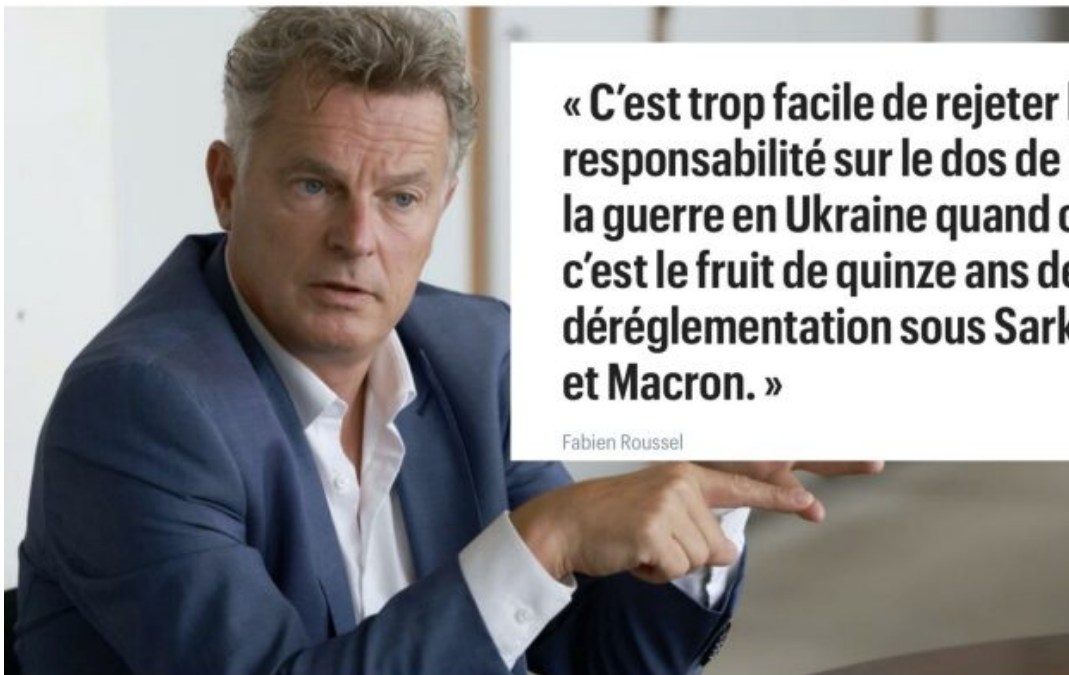 « C’est trop facile de rejeter
responsabilité sur le dos de
la guerre en Ukraine quand
c’est le fruit de quinze ans de
déréglementation sous Sark
et Macron. »
Fabien Roussel